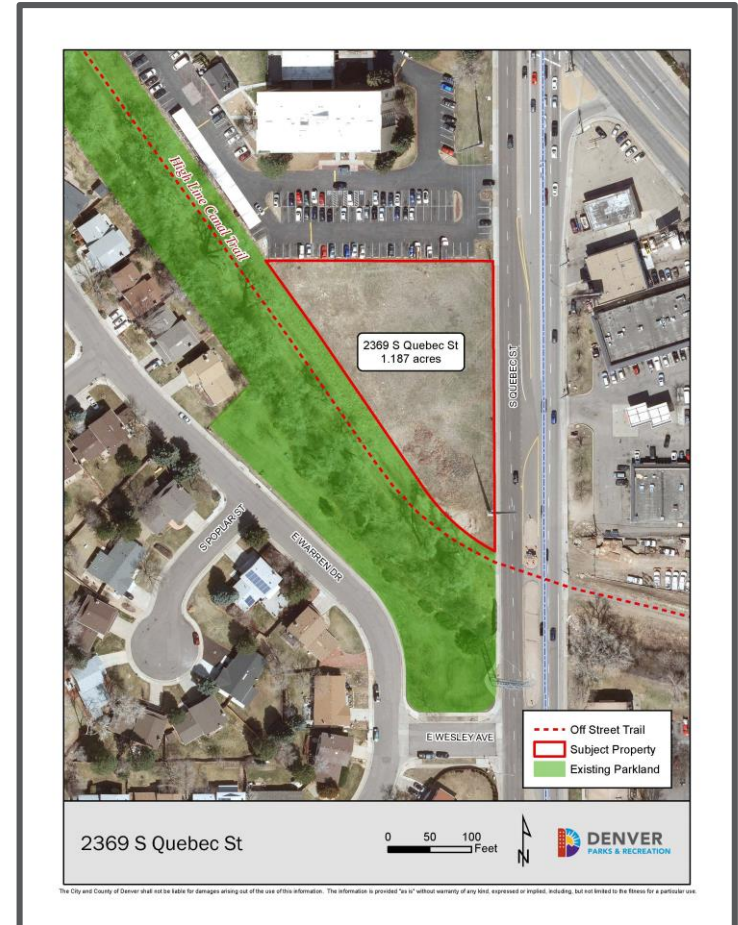 High Line Canal Trail
2369 S Quebec St
1.187 acres
S QUEBEC ST
S POPLAR ST
E WARREN DR
E WESLEY AVE
Off Street Trail
Subject Property
Existing Parkland
2369 S Quebec St
0 50 100
Feet
N
DENVER
PARKS & RECREATION
The City and County of Denver shall not be liable for damages arising out of the use of this information. The information is provided "as is" without warranty of any kind, expressed or implied, including, but not limited to the fitness for a particular use.